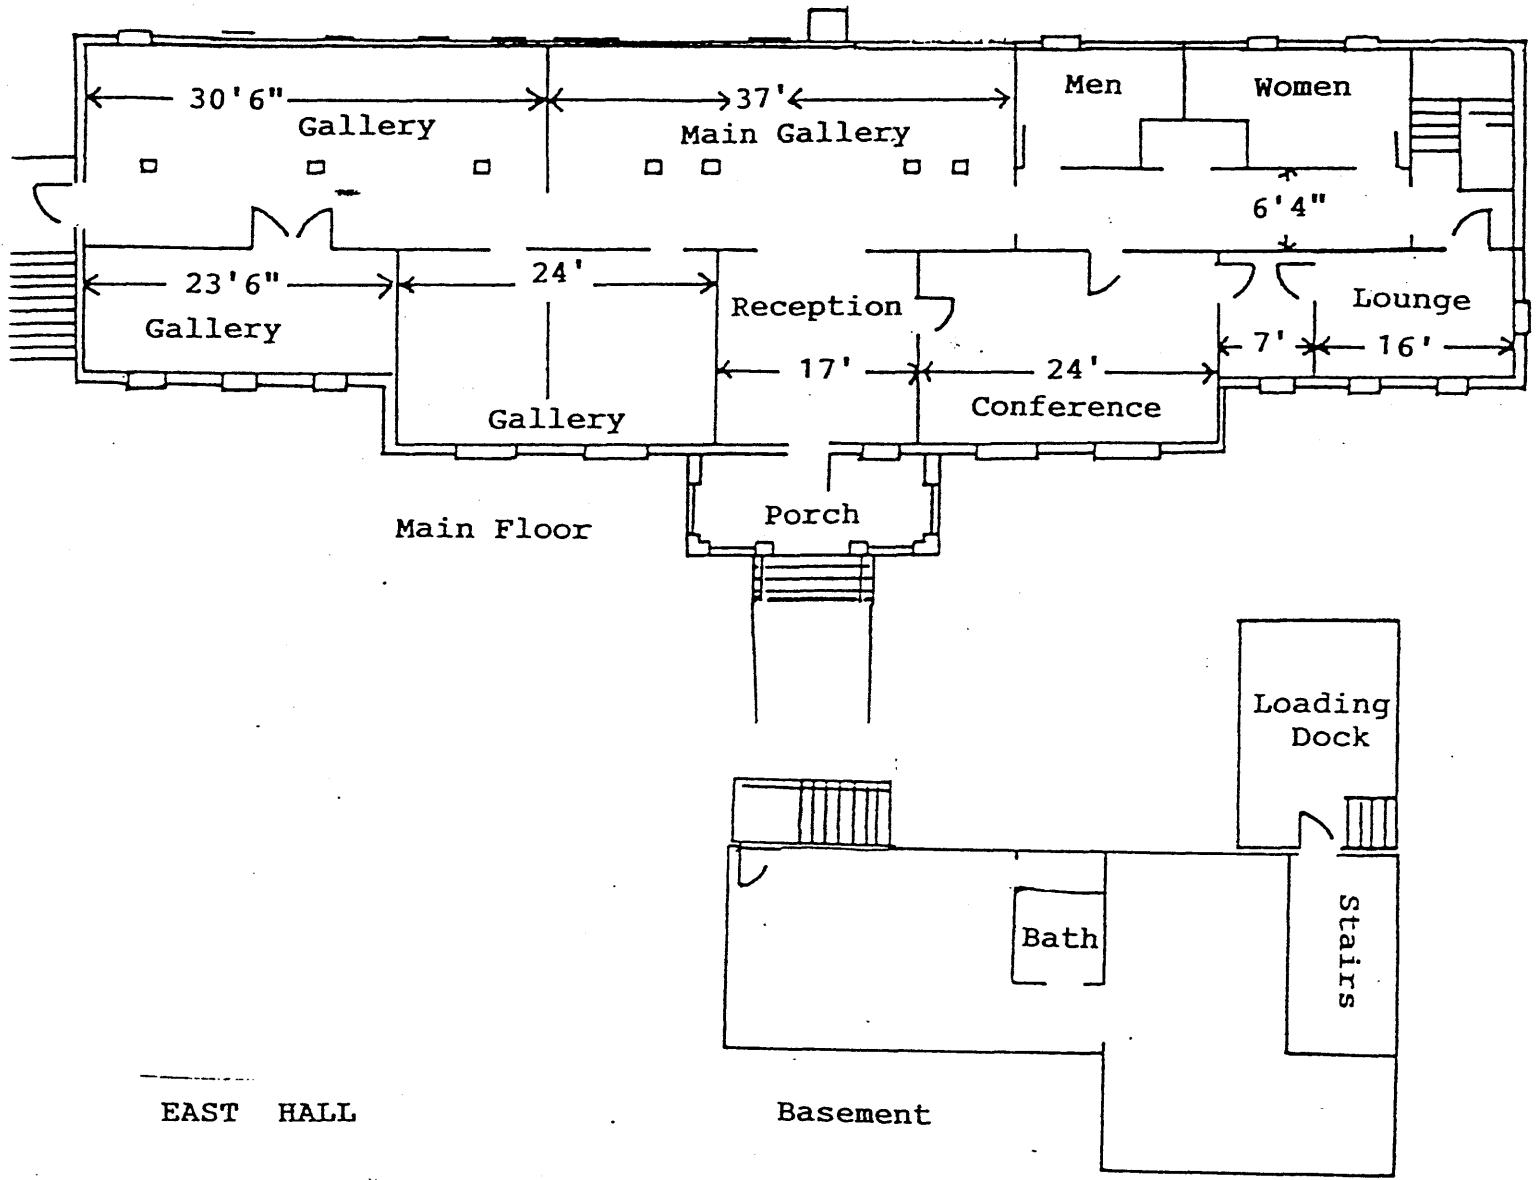 Men
Women
30'6"
37'
Gallery
Main Gallery
6'4"
23'6"
24'
Reception
Lounge
Gallery
7'
16'
17'
24'
Conference
Gallery
Porch
Main Floor
Loading
Dock
Stairs
Bath
EAST HALL
Basement